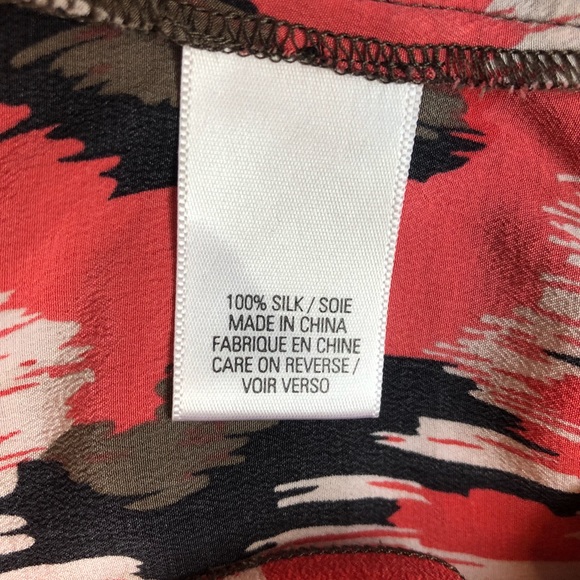 100% SILK / SOIE
MADE IN CHINA
FABRIQUE EN CHINE
CARE ON REVERSE /
VOIR VERSO